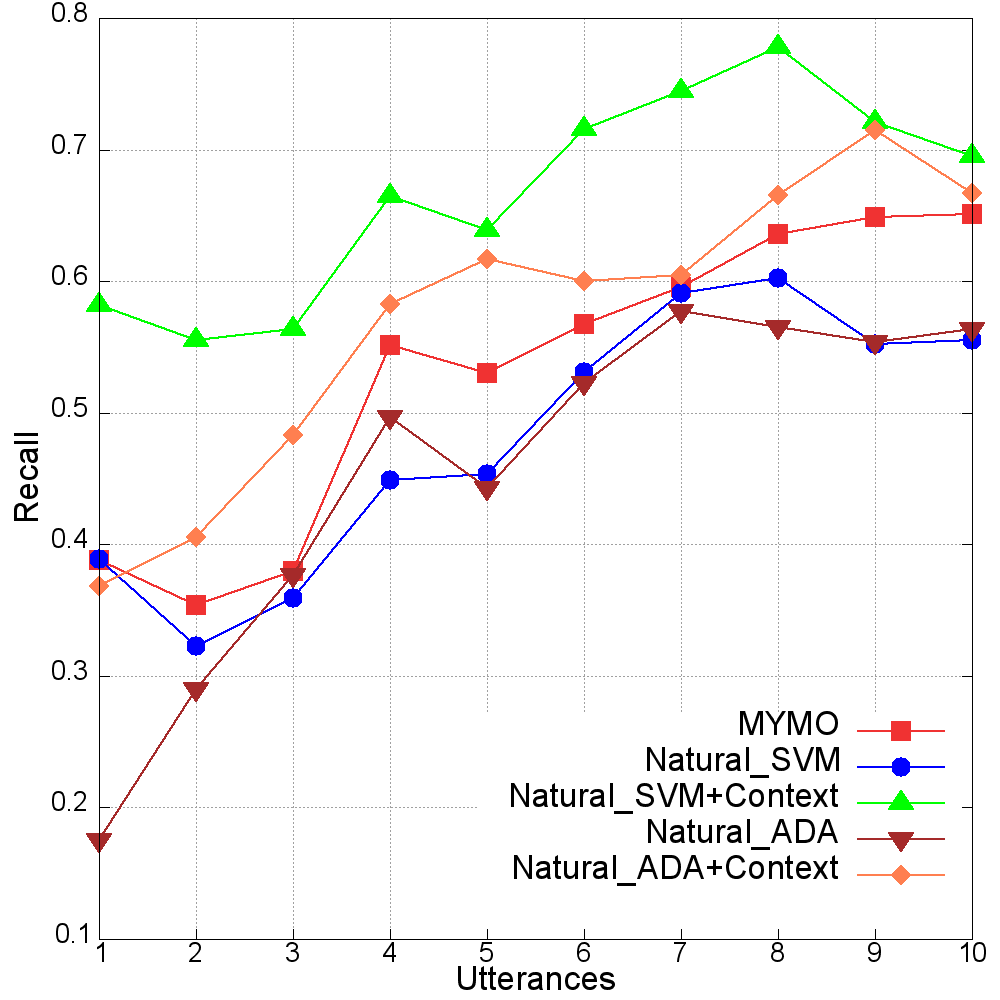 0.8
0.7
0.6
0.5
0.4
0.3
0.2
0.1
Recall
1 2 3 4 5 6 7 8 9 10
Utterances
MYMO
Natural_SVM
Natural_SVM+Context
Natural_ADA
Natural_ADA+Context